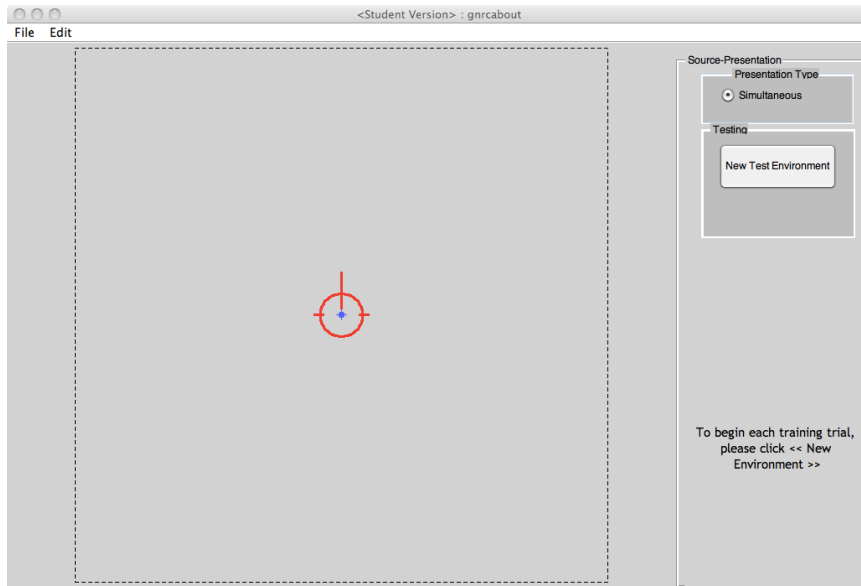 <Student Version> : gnrcabout
File Edit
Source-Presentation
Presentation Type
Simultaneous
Testing
New Test Environment
To begin each training trial,
please click << New
Environment >>